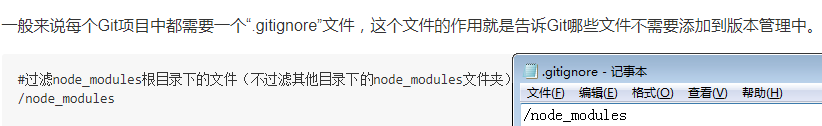 一般来说每个Git项目中都需要一个“.gitignore”文件，这个文件的作用就是告诉Git哪些文件不需要添加到版本管理中。
#过滤node_modules根目录下的文件（不过滤其他目录下的node_modules文件夹）
/node_modules
.gitignore - 记事本
文件(F) 编辑(E) 格式(O) 查看(V) 帮助(H)
/node_modules